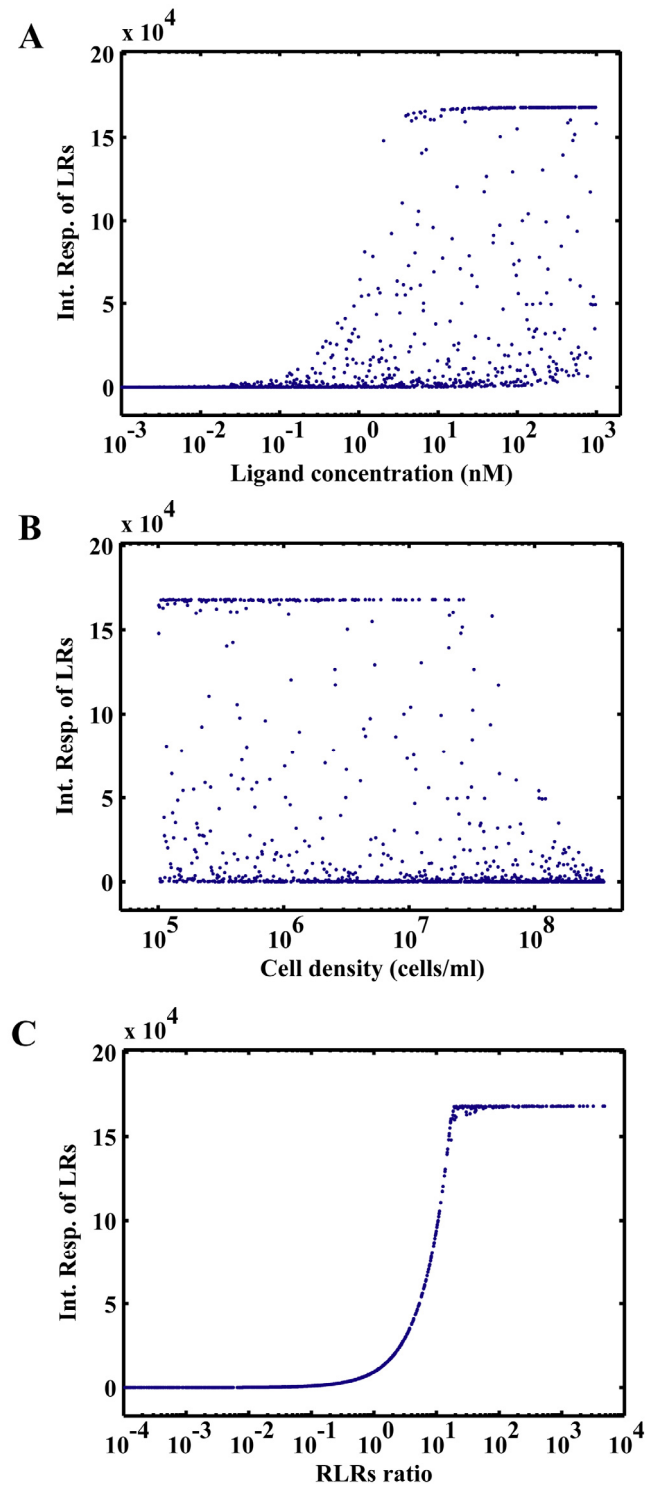 A
x 10^4
20
15
10
5
0
Int. Resp. of LRs
10^-3 10^-2 10^-1 10^0 10^1 10^2 10^3
Ligand concentration (nM)
B
x 10^4
20
15
10
5
0
Int. Resp. of LRs
10^5 10^6 10^7 10^8
Cell density (cells/ml)
C
x 10^4
20
15
10
5
0
Int. Resp. of LRs
10^-4 10^-3 10^-2 10^-1 10^0 10^1 10^2 10^3 10^4
RLRs ratio